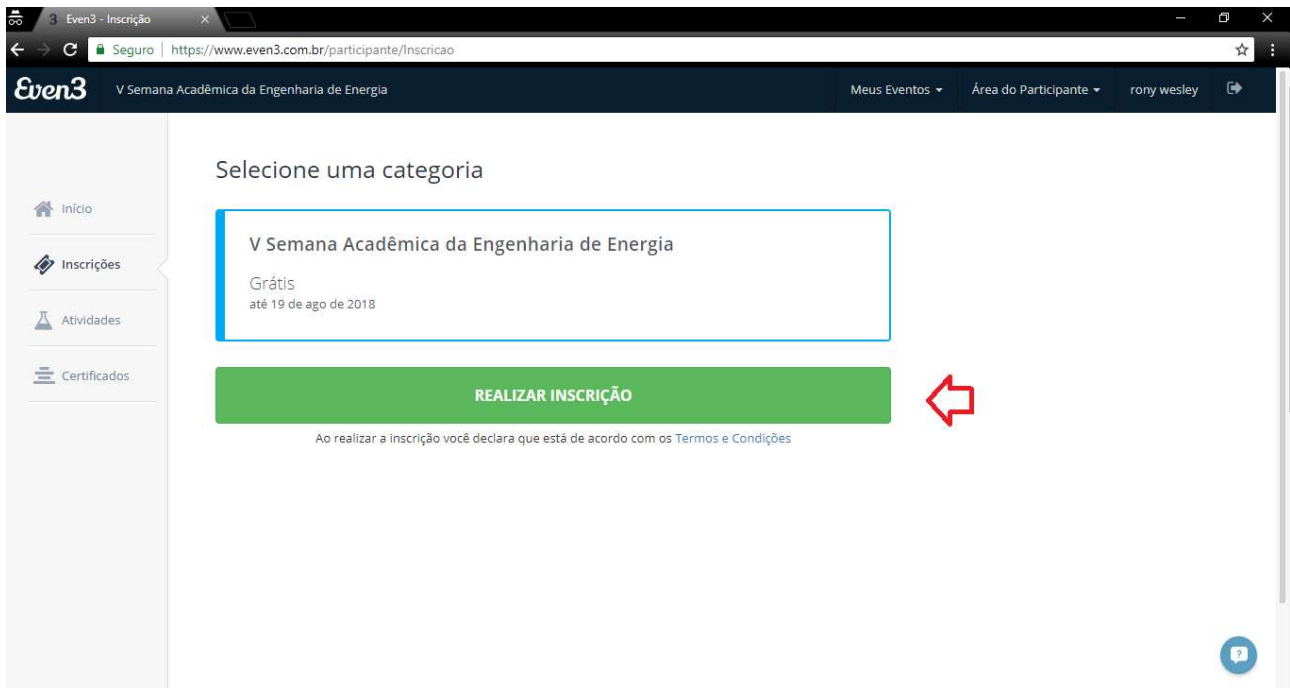 3 Even3 - Inscrição
Seguro | https://www.even3.com.br/participante/Inscricao
Even3 V Semana Acadêmica da Engenharia de Energia Meus Eventos Área do Participante rony wesley
Selecione uma categoria
Início
Inscrições
Atividades
Certificados
V Semana Acadêmica da Engenharia de Energia
Grátis
até 19 de ago de 2018
REALIZAR INSCRIÇÃO
Ao realizar a inscrição você declara que está de acordo com os Termos e Condições
?